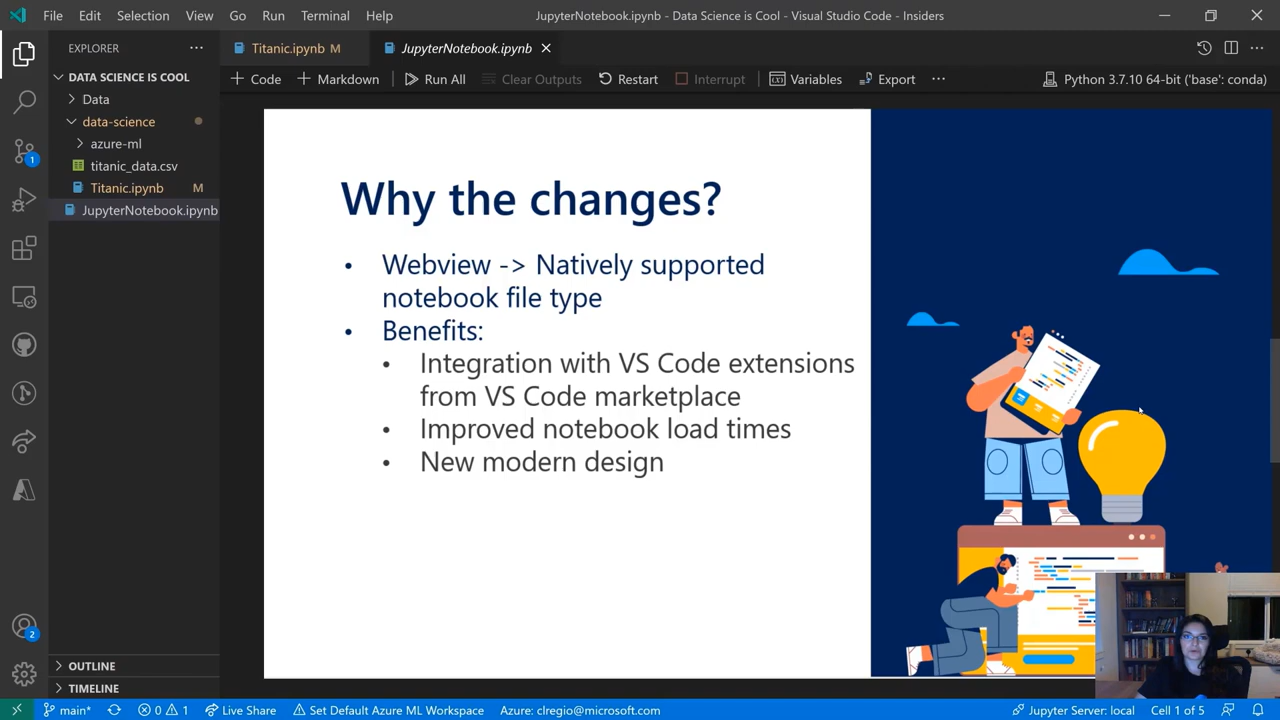 File Edit Selection View Go Run Terminal Help
JupyterNotebook.ipynb - Data Science is Cool - Visual Studio Code - Insiders
EXPLORER
Titanic.ipynb M
JupyterNotebook.ipynb
DATA SCIENCE IS COOL
Data
data-science
azure-ml
titanic_data.csv
Titanic.ipynb M
JupyterNotebook.ipynb
Code Markdown Run All Clear Outputs Restart Interrupt Variables Export
Python 3.7.10 64-bit ('base': conda)
Why the changes?
• Webview -> Natively supported
notebook file type
• Benefits:
• Integration with VS Code extensions
from VS Code marketplace
• Improved notebook load times
• New modern design
1
2
OUTLINE
TIMELINE
main* 0 1 Live Share Set Default Azure ML Workspace Azure: clregio@microsoft.com Jupyter Server: local Cell 1 of 5